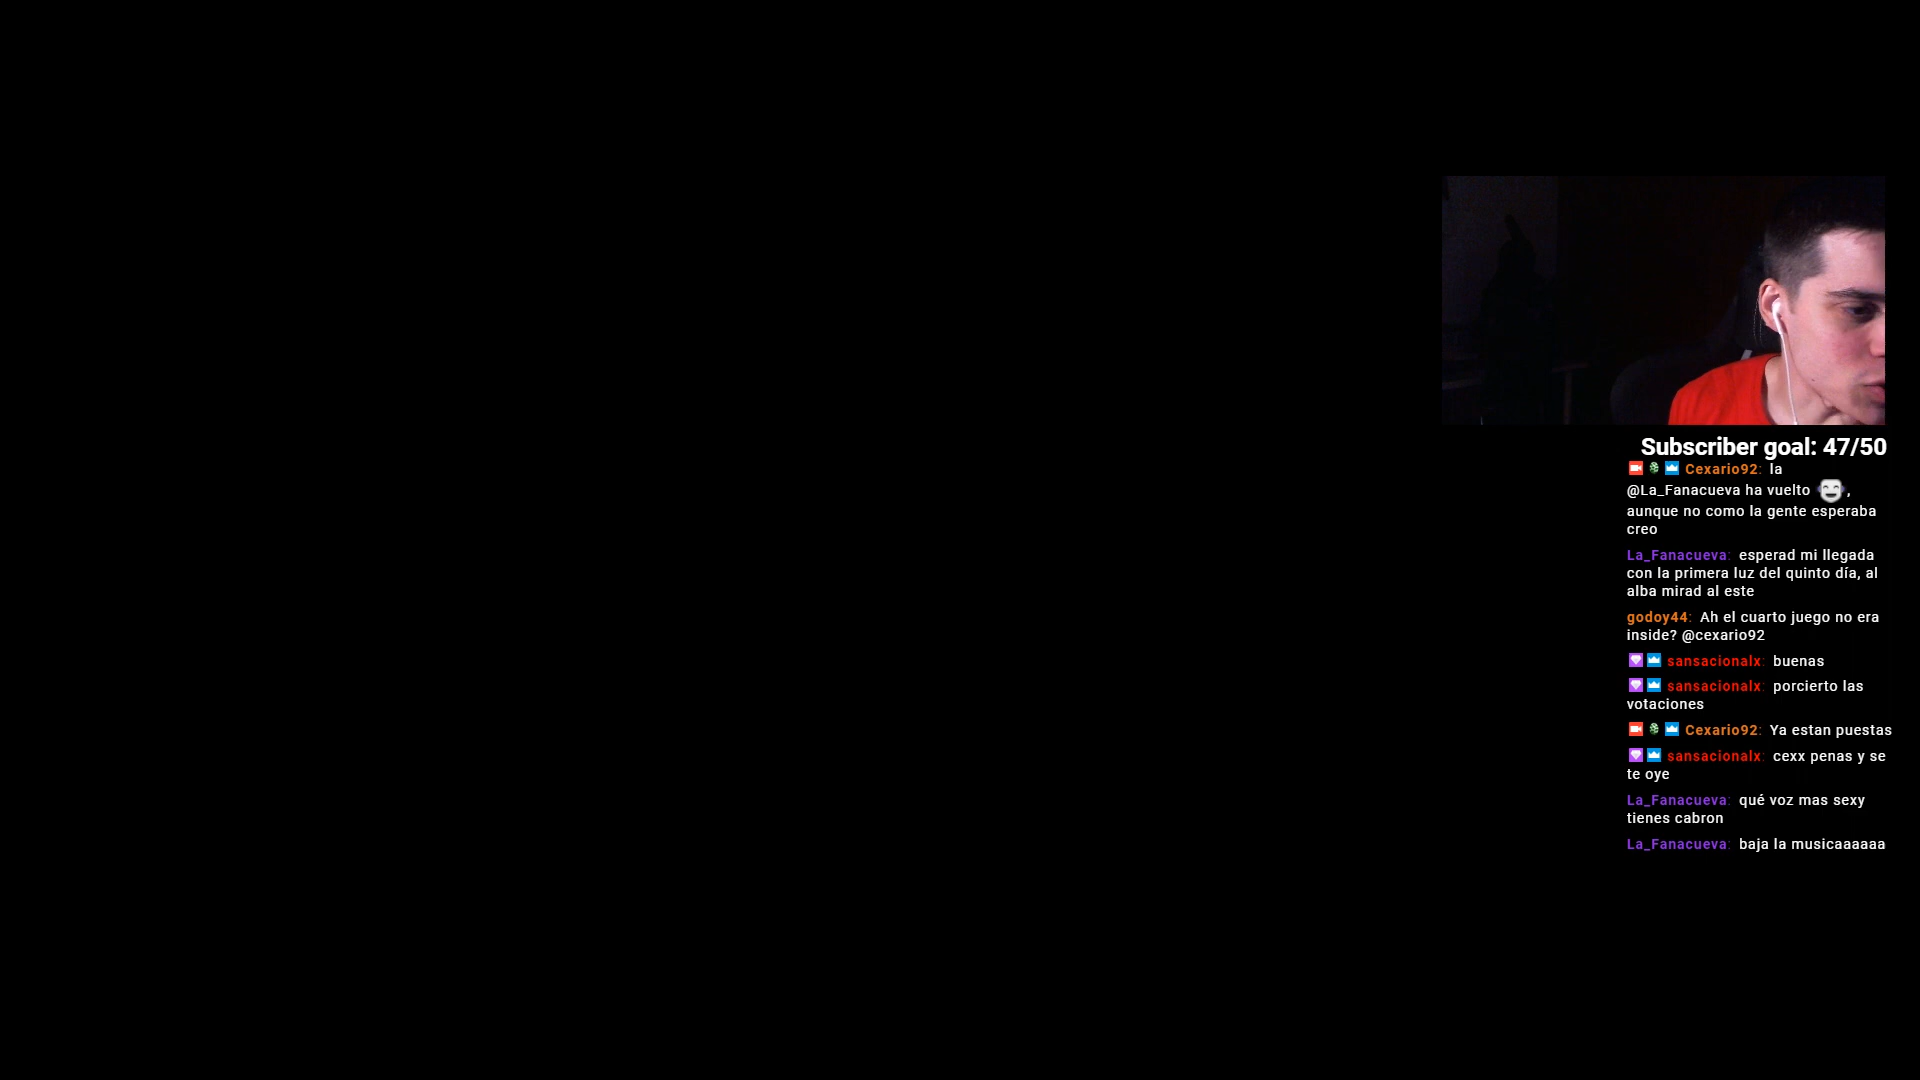 Subscriber goal: 47/50
Cexario92: la
@La_Fanacueva ha vuelto ,
aunque no como la gente esperaba
creo
La_Fanacueva: esperad mi llegada
con la primera luz del quinto día, al
alba mirad al este
godoy44: Ah el cuarto juego no era
inside? @cexario92
sansacionalx: buenas
sansacionalx: porcierto las
votaciones
Cexario92: Ya estan puestas
sansacionalx: cexx penas y se
te oye
La_Fanacueva: qué voz mas sexy
tienes cabron
La_Fanacueva: baja la musicaaaaaa